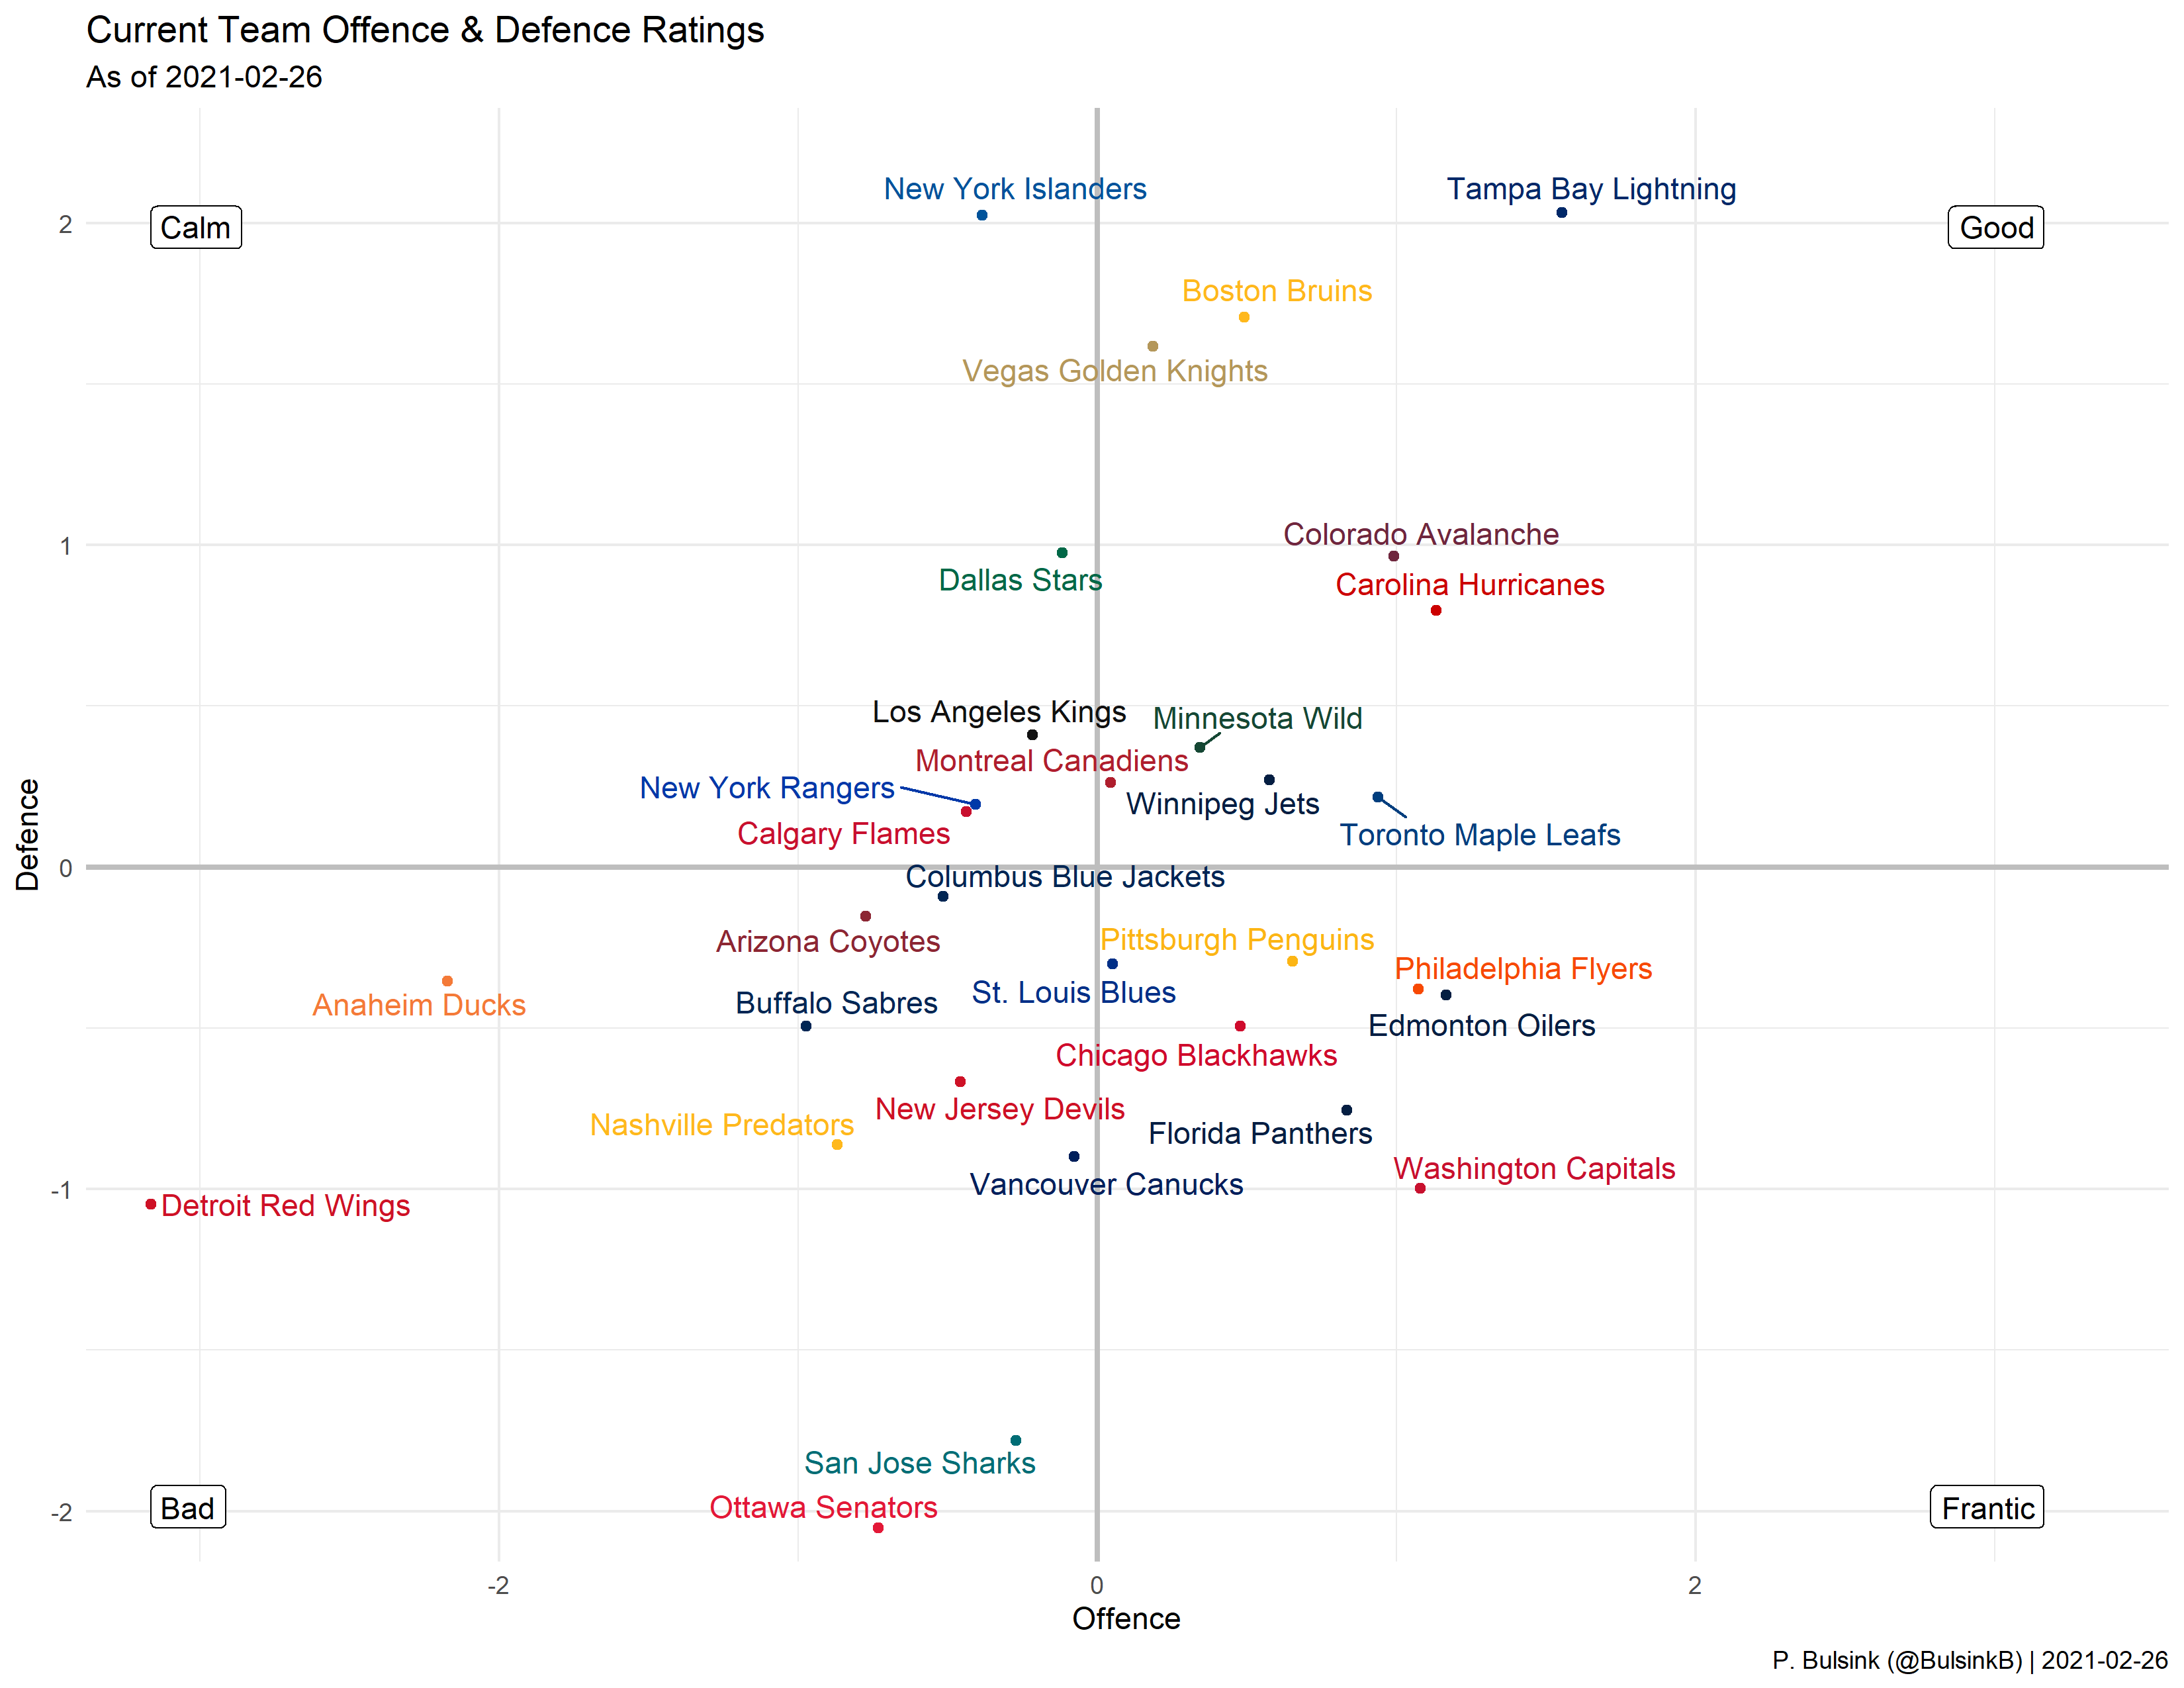 Current Team Offence & Defence Ratings
As of 2021-02-26
New York Islanders
Tampa Bay Lightning
2
Calm
Good
Boston Bruins
Vegas Golden Knights
Colorado Avalanche
1
Dallas Stars
Carolina Hurricanes
Los Angeles Kings
Minnesota Wild
Montreal Canadiens
New York Rangers
Winnipeg Jets
Calgary Flames
Toronto Maple Leafs
Defence
0
Columbus Blue Jackets
Arizona Coyotes
Pittsburgh Penguins
Philadelphia Flyers
St. Louis Blues
Anaheim Ducks
Buffalo Sabres
Edmonton Oilers
Chicago Blackhawks
New Jersey Devils
Nashville Predators
Florida Panthers
Washington Capitals
Vancouver Canucks
-1
Detroit Red Wings
San Jose Sharks
Ottawa Senators
-2
Bad
Frantic
-2
0
2
Offence
P. Bulsink (@BulsinkB) | 2021-02-26